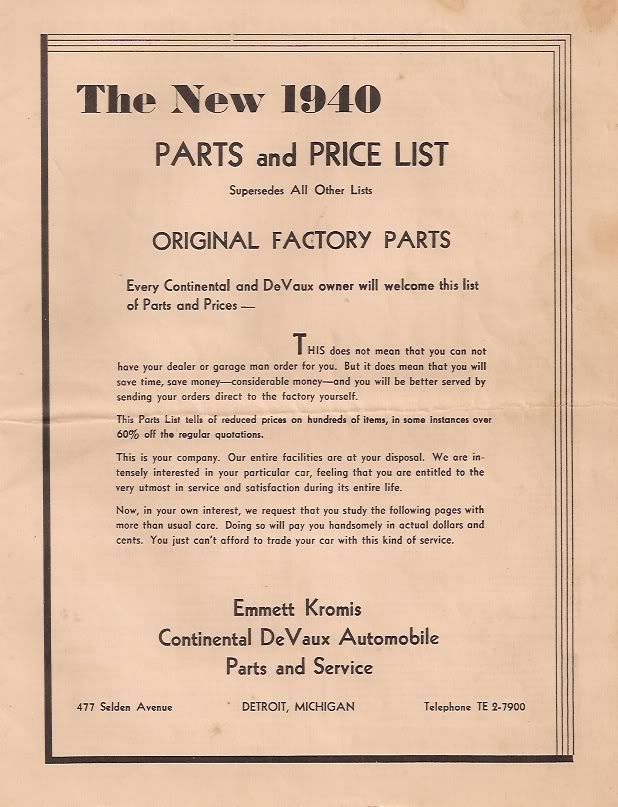 The New 1940
PARTS and PRICE LIST
Supersedes All Other Lists
ORIGINAL FACTORY PARTS
Every Continental and DeVaux owner will welcome this list
of Parts and Prices —
THIS does not mean that you can not
have your dealer or garage man order for you. But it does mean that you will
save time, save money—considerable money—and you will be better served by
sending your orders direct to the factory yourself.
This Parts List tells of reduced prices on hundreds of items, in some instances over
60% off the regular quotations.
This is your company. Our entire facilities are at your disposal. We are in-
tensely interested in your particular car, feeling that you are entitled to the
very utmost in service and satisfaction during its entire life.
Now, in your own interest, we request that you study the following pages with
more than usual care. Doing so will pay you handsomely in actual dollars and
cents. You just can't afford to trade your car with this kind of service.
Emmett Kromis
Continental DeVaux Automobile
Parts and Service
477 Selden Avenue DETROIT, MICHIGAN Telephone TE 2-7900